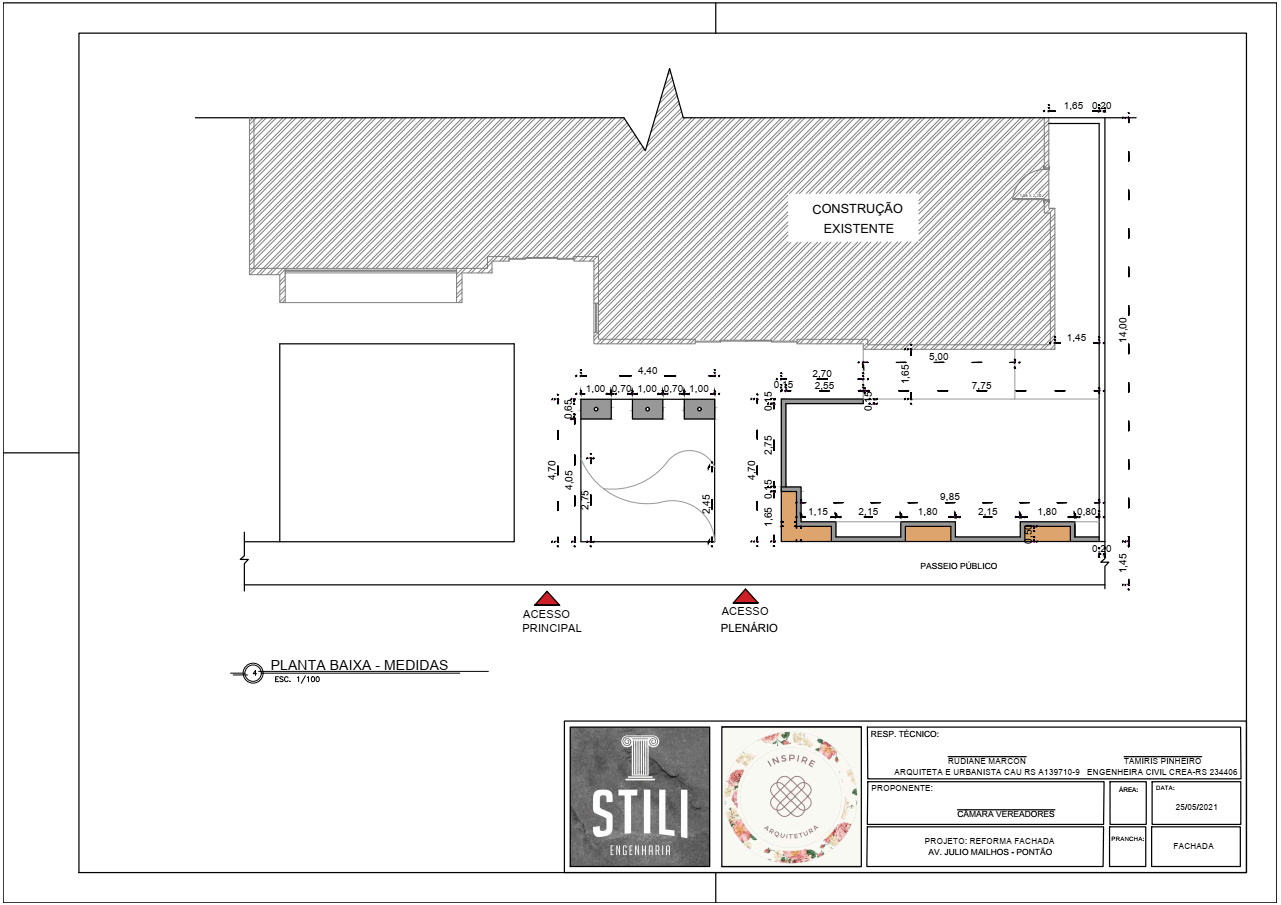 1,65 0,20
CONSTRUÇÃO
EXISTENTE
14,00
1,45
5,00
1,65
4,40
2,70
1,00 0,70 1,00 0,70 1,00
0,15 2,55
7,75
0,65
0,15
0,15
4,70
4,05
2,75
2,45
4,70
2,75
0,15
1,65
9,85
1,15 2,15 1,80 2,15 1,80 0,80
0,50
0,20
1,45
PASSEIO PÚBLICO
ACESSO
PRINCIPAL
ACESSO
PLENÁRIO
4
PLANTA BAIXA - MEDIDAS
ESC. 1/100
STILI
ENGENHARIA
INSPIRE
ARQUITETURA
RESP. TÉCNICO:
RUDIANE MARCON TAMIRIS PINHEIRO
ARQUITETA E URBANISTA CAU RS A139710-9 ENGENHEIRA CIVIL CREA-RS 234406
PROPONENTE:
CÂMARA VEREADORES
ÁREA:
DATA:
25/05/2021
PROJETO: REFORMA FACHADA
AV. JULIO MAILHOS - PONTÃO
PRANCHA:
FACHADA